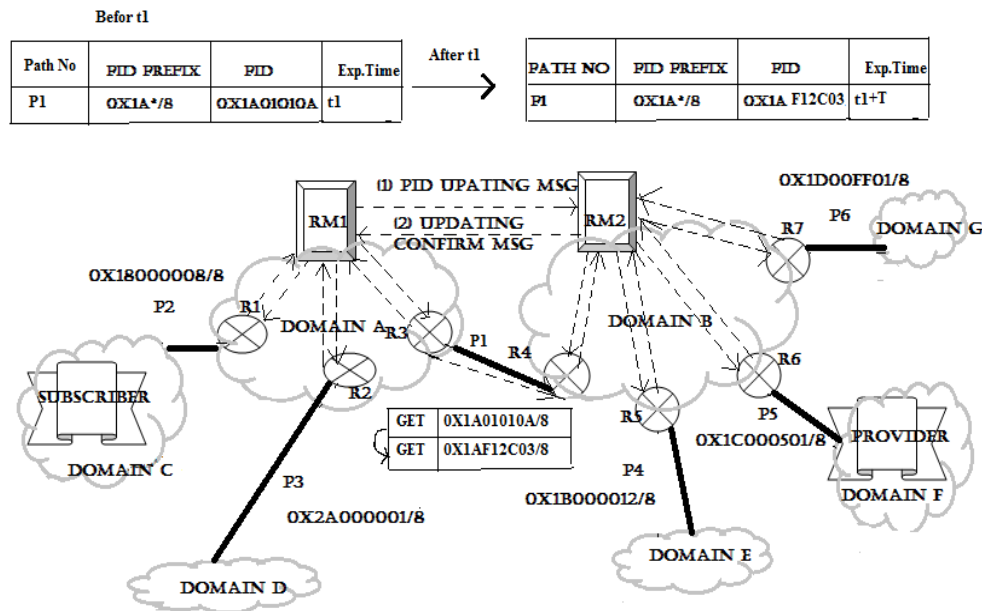 Befor t1
Path No PID PREFIX PID Exp.Time
P1 0X1A*/8 0X1A01010A t1
After t1
PATH NO PID PREFIX PID Exp.Time
P1 0X1A*/8 0X1A F12C03 t1+T
(1) PID UPATING MSG
RM1
RM2
(2) UPDATING
CONFIRM MSG
0X1D00FF01/8
P6
R7
DOMAIN G
0X18000008/8
P2
R1
DOMAIN A
R3
P1
R4
DOMAIN B
R6
R2
SUBSCRIBER
DOMAIN C
GET 0X1A01010A/8
GET 0X1AF12C03/8
R5
P5
0X1C000501/8
PROVIDER
DOMAIN F
P3
0X2A000001/8
P4
0X1B000012/8
DOMAIN E
DOMAIN D